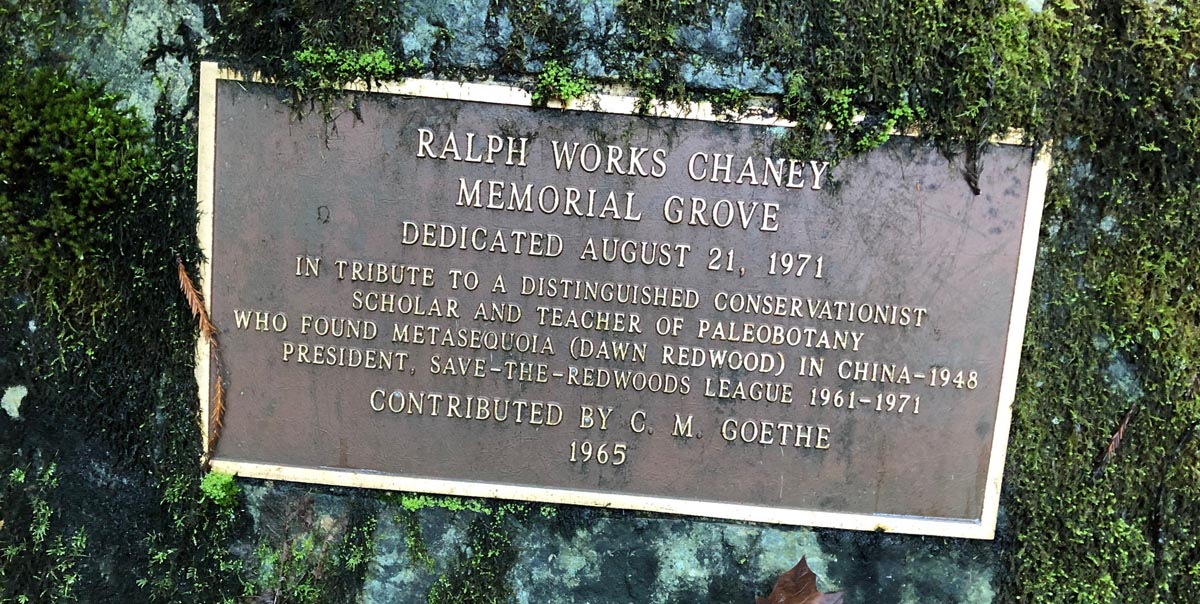 RALPH WORKS CHANEY
MEMORIAL GROVE
DEDICATED AUGUST 21, 1971
IN TRIBUTE TO A DISTINGUISHED CONSERVATIONIST
SCHOLAR AND TEACHER OF PALEOBOTANY
WHO FOUND METASEQUOIA (DAWN REDWOOD) IN CHINA-1948
PRESIDENT, SAVE-THE-REDWOODS LEAGUE 1961-1971
CONTRIBUTED BY C. M. GOETHE
1965